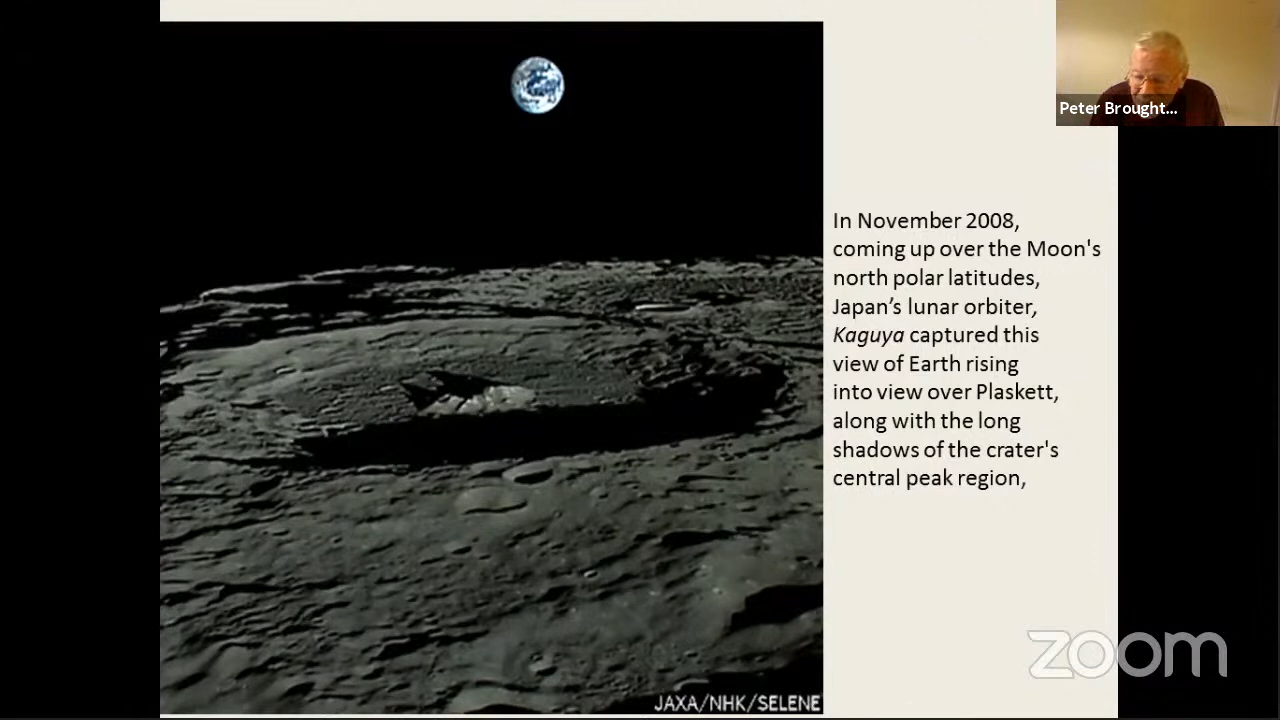 Peter Brought...
In November 2008,
coming up over the Moon's
north polar latitudes,
Japan’s lunar orbiter,
Kaguya captured this
view of Earth rising
into view over Plaskett,
along with the long
shadows of the crater's
central peak region,
zoom
JAXA/NHK/SELENE